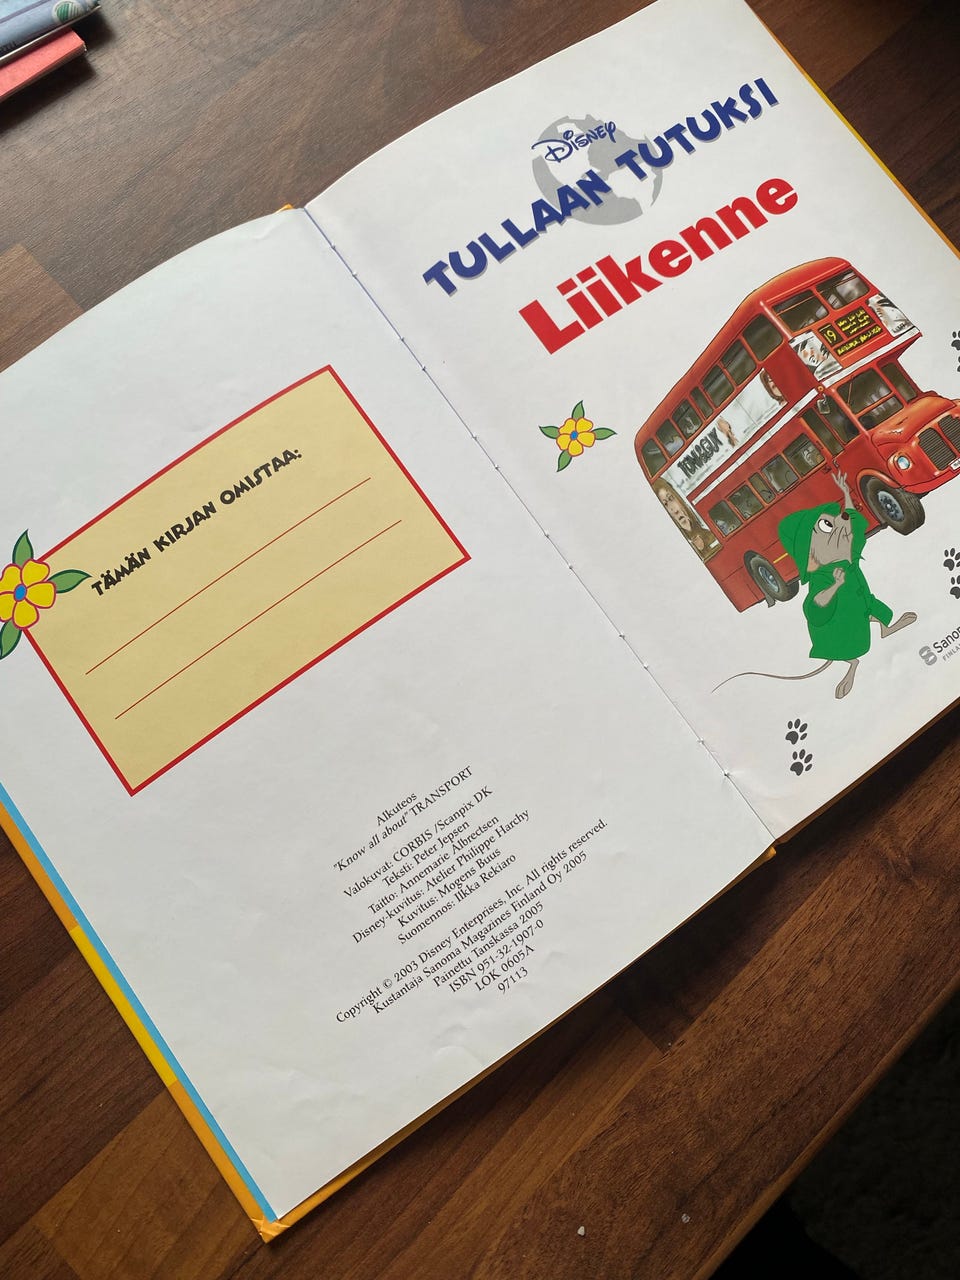 TÄMÄN KIRJAN OMISTAA:
Alkuteos
"Know all about" TRANSPORT
Valokuvat: CORBIS /Scanpix DK
Teksti: Peter Jepsen
Taitto: Annemarie Albrectsen
Disney-kuvitus: Atelier Philippe Harchy
Kuvitus: Mogens Buus
Suomennos: Ilkka Rekiaro
Copyright © 2003 Disney Enterprises, Inc. All rights reserved.
Kustantaja Sanoma Magazines Finland Oy 2005
Painettu Tanskassa 2005
ISBN 951-32-1907-0
LOK 0605A
97113
DISNEY
TULLAAN TUTUKSI
Liikenne
19
TONI&GUY